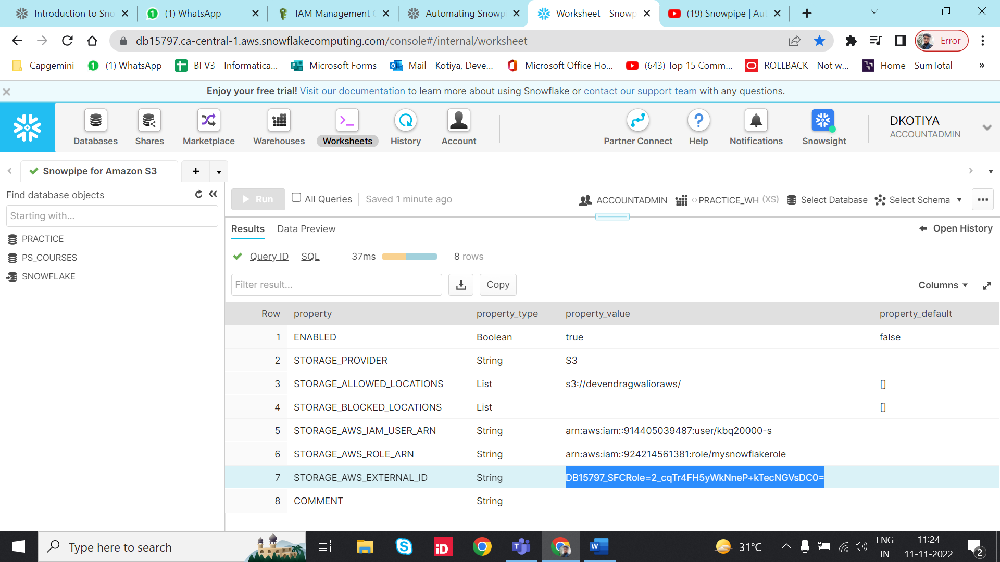 Introduction to Sno
(1) WhatsApp
IAM Management C
Automating Snowp
Worksheet - Snowp
(19) Snowpipe | Aut
db15797.ca-central-1.aws.snowflakecomputing.com/console#/internal/worksheet
Error
Capgemini
(1) WhatsApp
BI V3 - Informatica...
Microsoft Forms
Mail - Kotiya, Deve...
Microsoft Office Ho...
(643) Top 15 Comm...
ROLLBACK - Not w...
Home - SumTotal
»
Enjoy your free trial! Visit our documentation to learn more about using Snowflake or contact our support team with any questions.
Databases
Shares
Marketplace
Warehouses
Worksheets
History
Account
Partner Connect
Help
Notifications
Snowsight
DKOTIYA
ACCOUNTADMIN
Snowpipe for Amazon S3
Find database objects
Starting with...
PRACTICE
PS_COURSES
SNOWFLAKE
Run
All Queries
Saved 1 minute ago
ACCOUNTADMIN
PRACTICE_WH (XS)
Select Database
Select Schema
Results
Data Preview
Open History
Query ID
SQL
37ms
8 rows
Filter result...
Copy
Columns
Row property property_type property_value property_default
1 ENABLED Boolean true false
2 STORAGE_PROVIDER String S3
3 STORAGE_ALLOWED_LOCATIONS List s3://devendragwalioraws/ []
4 STORAGE_BLOCKED_LOCATIONS List []
5 STORAGE_AWS_IAM_USER_ARN String arn:aws:iam::914405039487:user/kbq20000-s
6 STORAGE_AWS_ROLE_ARN String arn:aws:iam::924214561381:role/mysnowflakerole
7 STORAGE_AWS_EXTERNAL_ID String DB15797_SFCRole=2_cqTr4FH5yWkNneP+kTecNGVsDC0=
8 COMMENT String
Type here to search
31°C
ENG
IN
11:24
11-11-2022
2